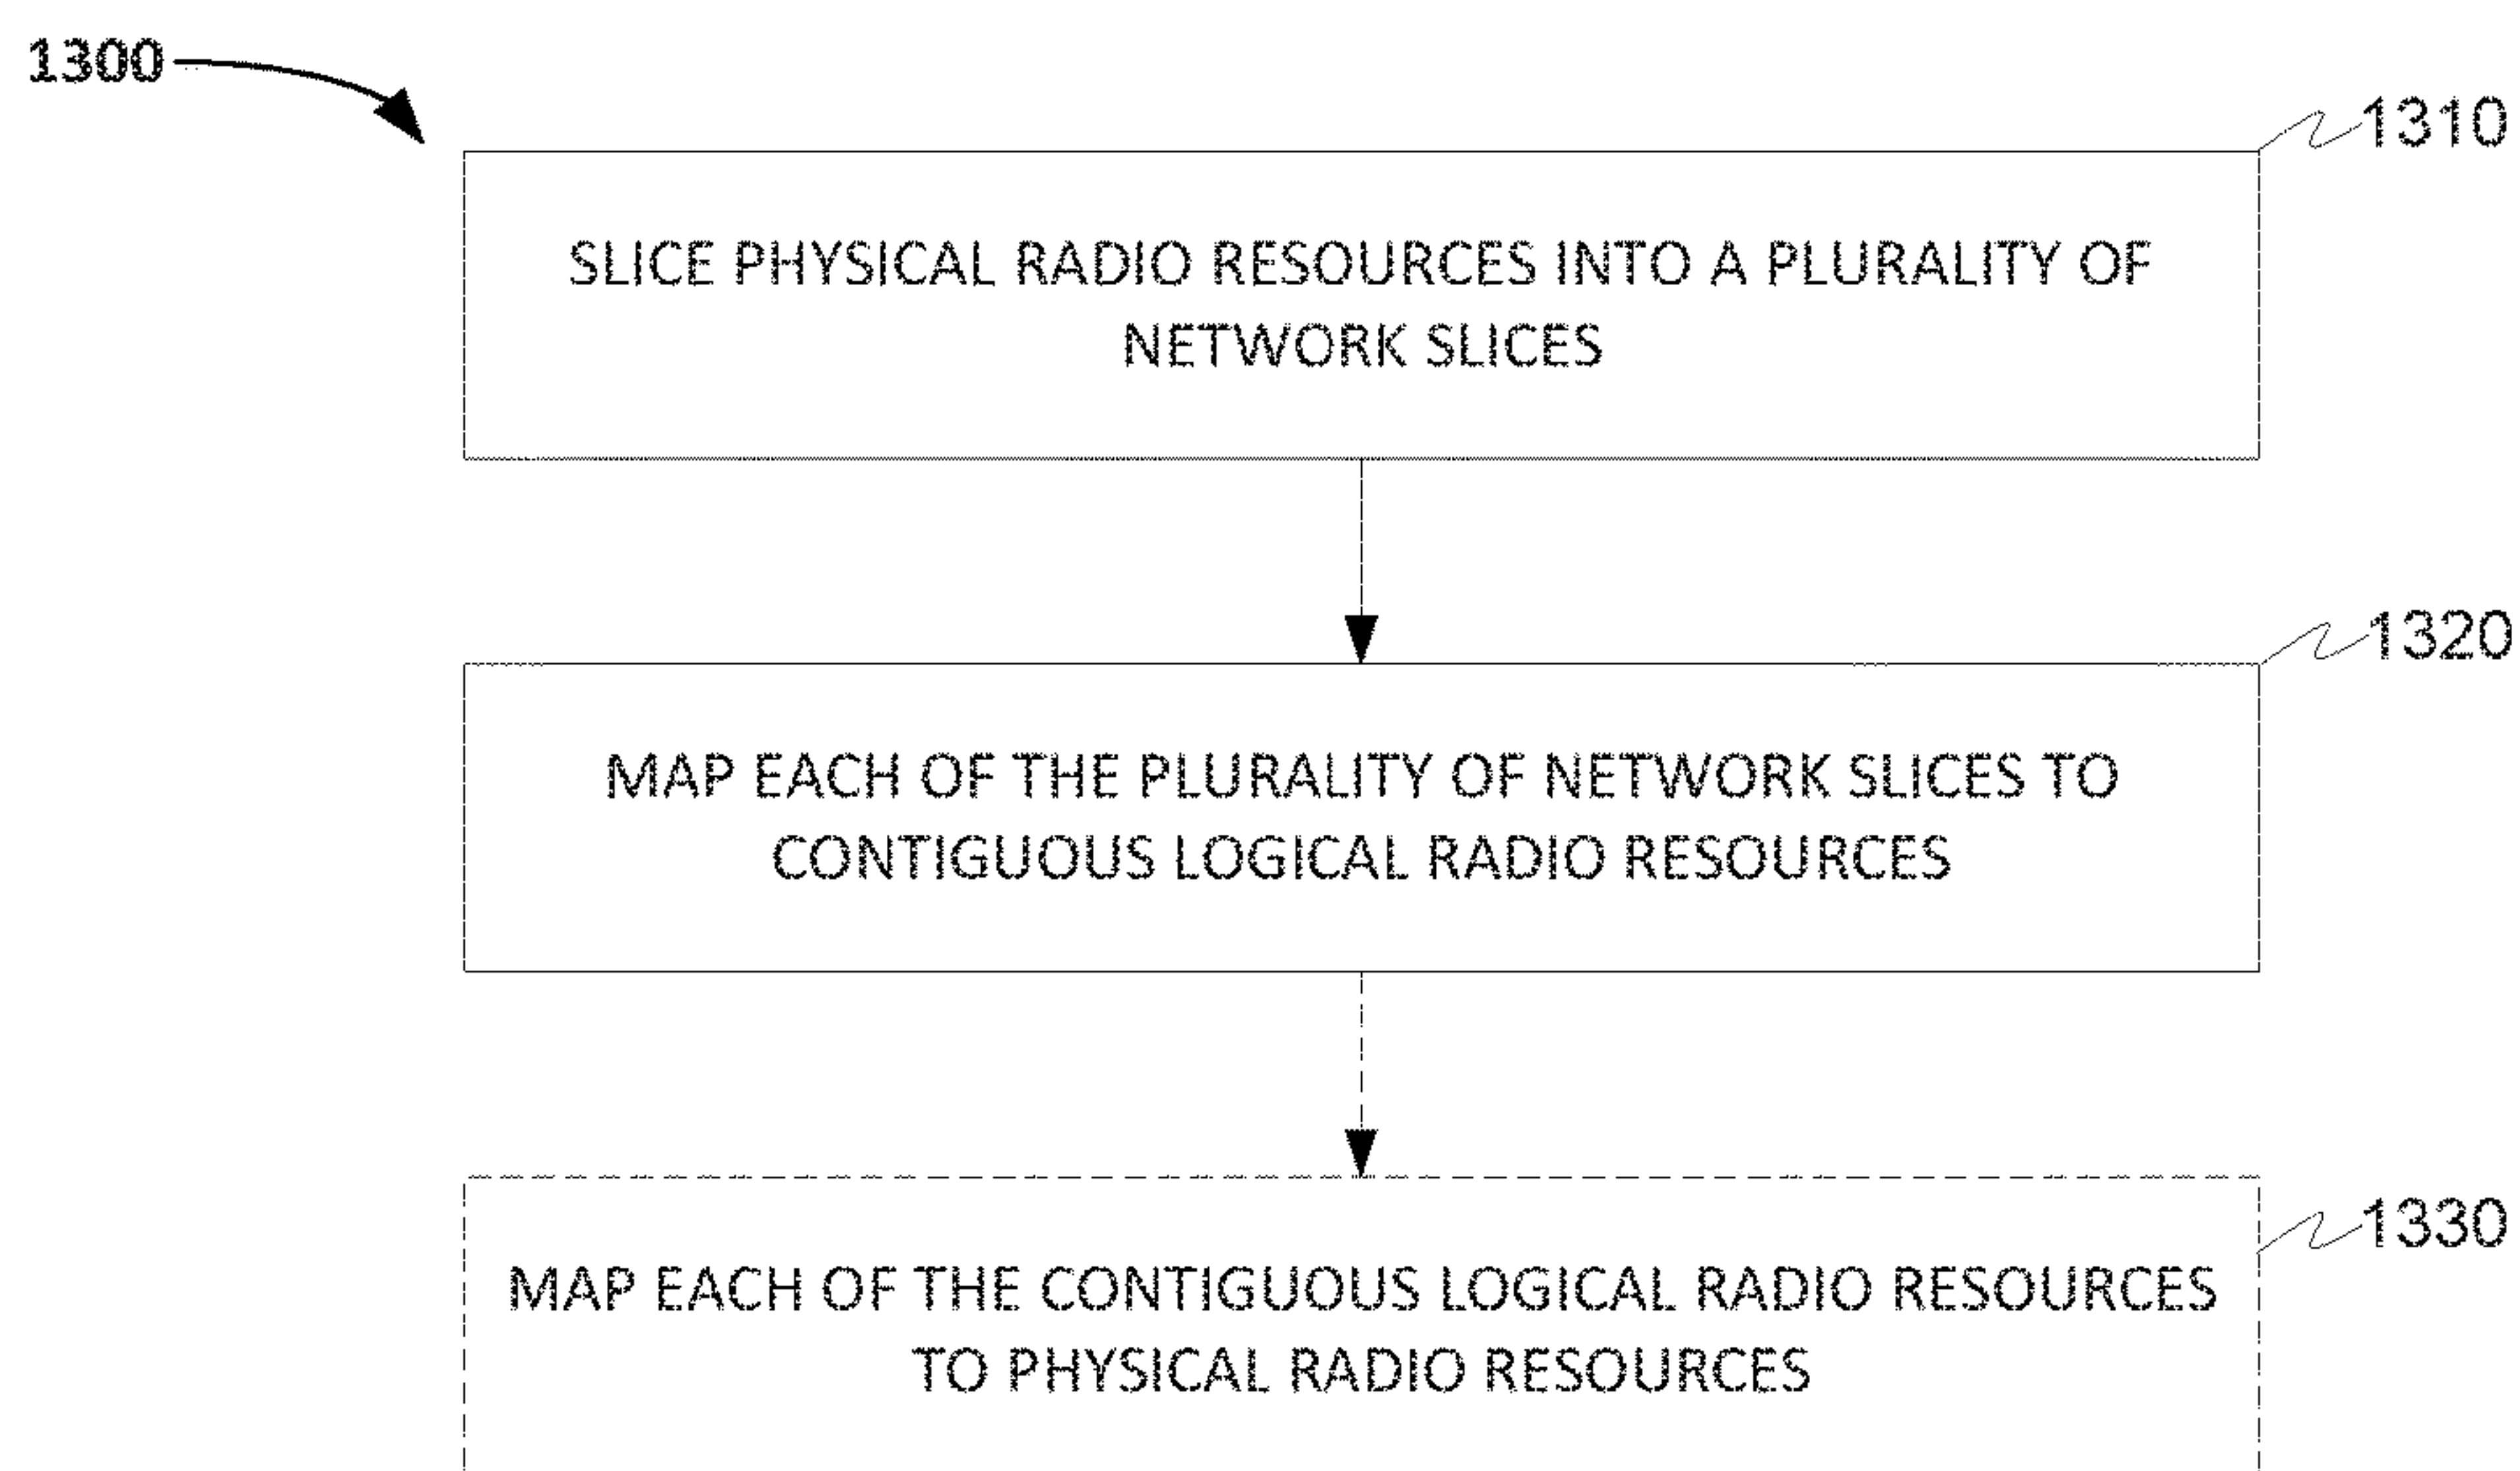 1300
1310
SLICE PHYSICAL RADIO RESOURCES INTO A PLURALITY OF
NETWORK SLICES
1320
MAP EACH OF THE PLURALITY OF NETWORK SLICES TO
CONTIGUOUS LOGICAL RADIO RESOURCES
1330
MAP EACH OF THE CONTIGUOUS LOGICAL RADIO RESOURCES
TO PHYSICAL RADIO RESOURCES